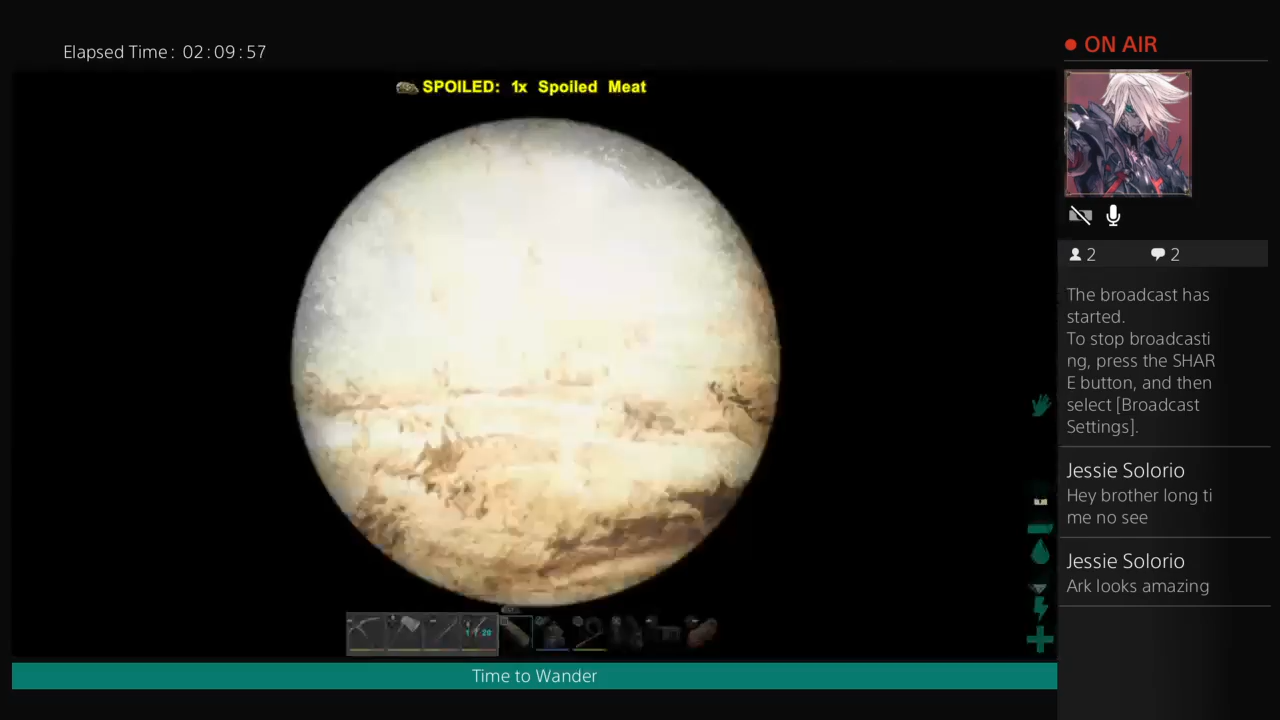 Elapsed Time: 02:09:57
SPOILED: 1x Spoiled Meat
Time to Wander
ON AIR
2 2
The broadcast has
started.
To stop broadcasti
ng, press the SHAR
E button, and then
select [Broadcast
Settings].
Jessie Solorio
Hey brother long ti
me no see
Jessie Solorio
Ark looks amazing